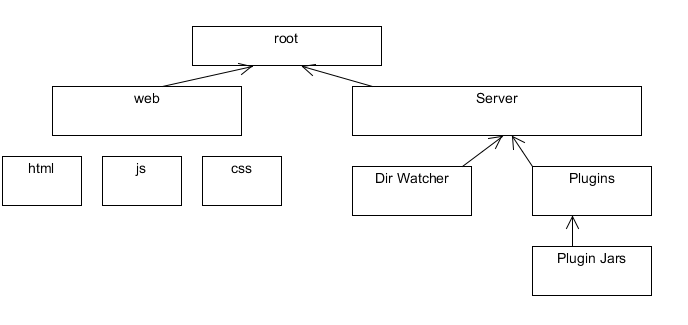 root
web
Server
html
js
css
Dir Watcher
Plugins
Plugin Jars